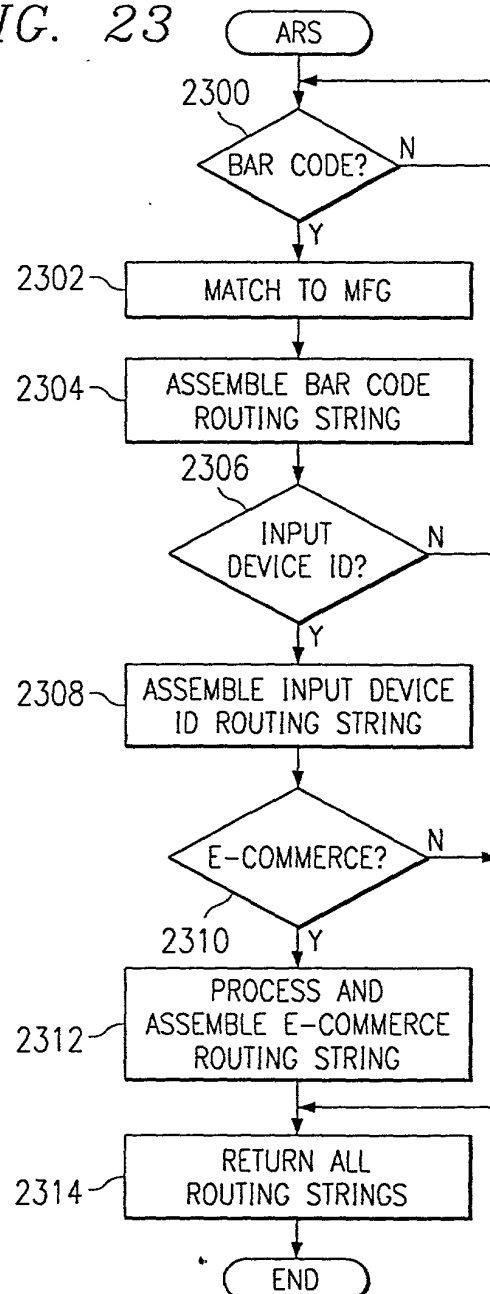 IG. 23
ARS
2300
BAR CODE?
N
Y
2302
MATCH TO MFG
2304
ASSEMBLE BAR CODE
ROUTING STRING
2306
INPUT
DEVICE ID?
N
Y
2308
ASSEMBLE INPUT DEVICE
ID ROUTING STRING
E-COMMERCE?
N
2310
Y
2312
PROCESS AND
ASSEMBLE E-COMMERCE
ROUTING STRING
2314
RETURN ALL
ROUTING STRINGS
END